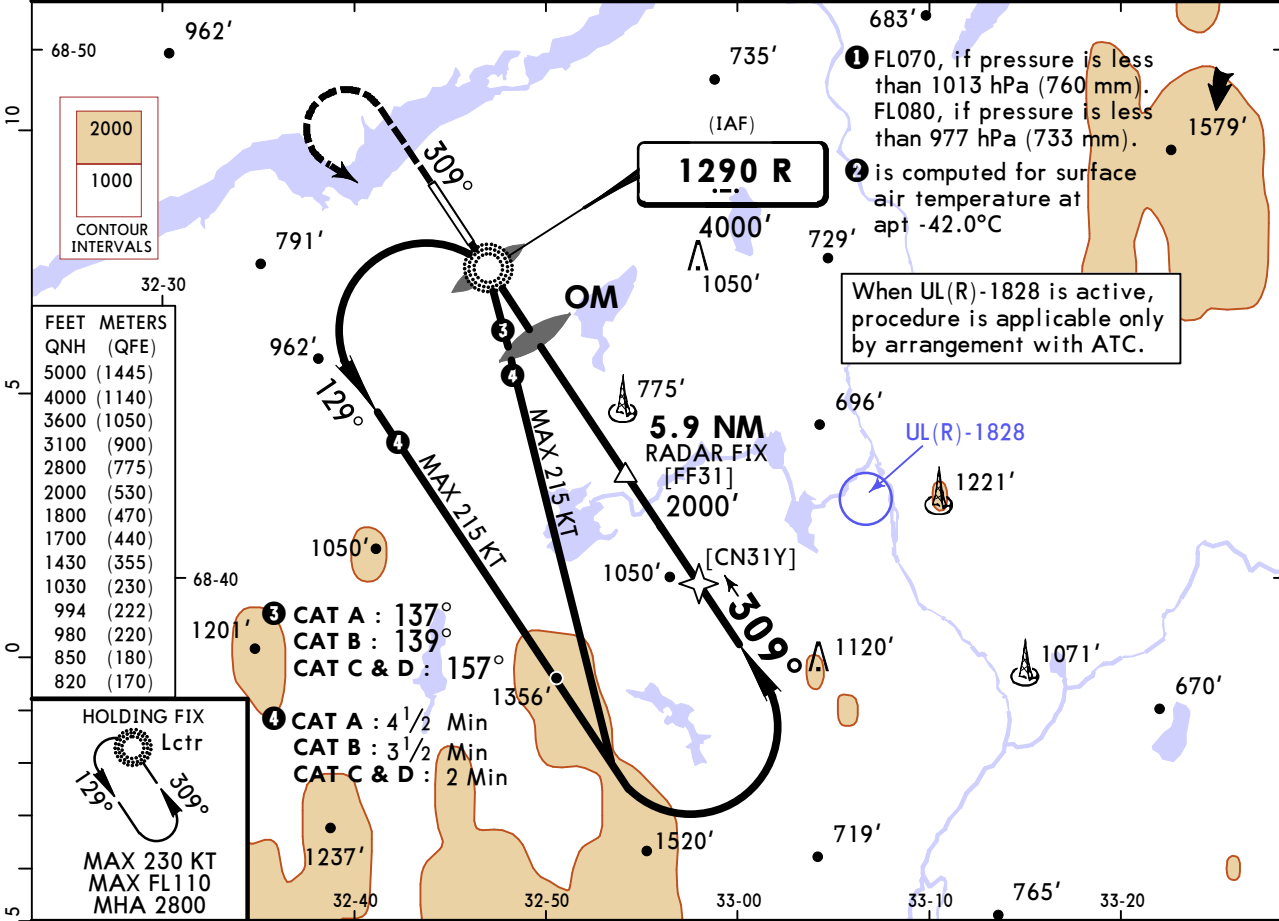 962'
68-50
10
2000
1000
CONTOUR
INTERVALS
791'
32-30
309°
735'
(IAF)
1290 R
4000'
1050'
683'
❶ FL070, if pressure is less
than 1013 hPa (760 mm).
FL080, if pressure is less
than 977 hPa (733 mm).
❷ is computed for surface
air temperature at
apt -42.0°C
1579'
729'
When UL(R)-1828 is active,
procedure is applicable only
by arrangement with ATC.
FEET METERS
QNH (QFE)
5000 (1445)
4000 (1140)
3600 (1050)
3100 (900)
2800 (775)
2000 (530)
1800 (470)
1700 (440)
1430 (355)
1030 (230)
994 (222)
980 (220)
850 (180)
820 (170)
5
0
5
962'
129°
OM
❸
❹
❹
MAX 215 KT
MAX 215 KT
775'
5.9 NM
RADAR FIX
[FF31]
2000'
696'
UL(R)-1828
1221'
1050'
68-40
1050'
[CN31Y]
309°
1120'
1071'
670'
1201'
❸ CAT A : 137°
CAT B : 139°
CAT C & D : 157°
1356'
❹ CAT A : 4 1/2 Min
CAT B : 3 1/2 Min
CAT C & D : 2 Min
HOLDING FIX
Lctr
129°
309°
MAX 230 KT
MAX FL110
MHA 2800
1237'
1520'
719'
765'
32-40
32-50
33-00
33-10
33-20